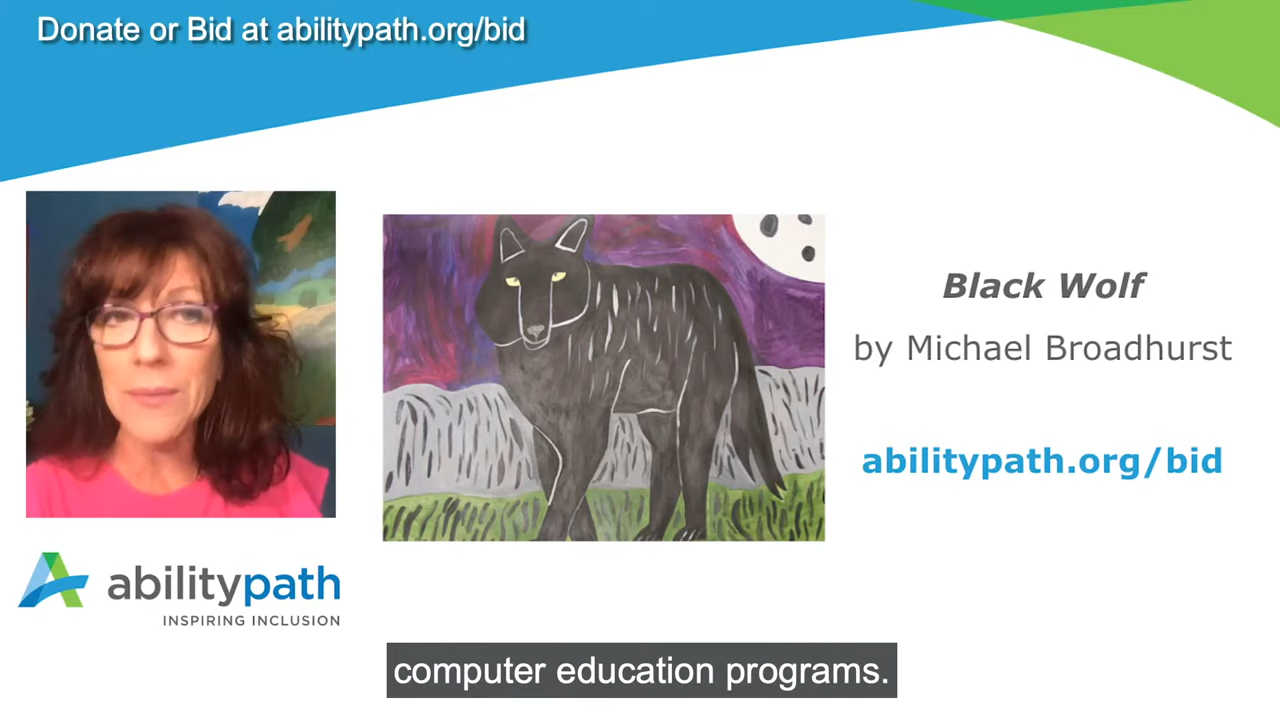 Donate or Bid at abilitypath.org/bid
Black Wolf
by Michael Broadhurst
abilitypath.org/bid
abilitypath
INSPIRING INCLUSION
computer education programs.